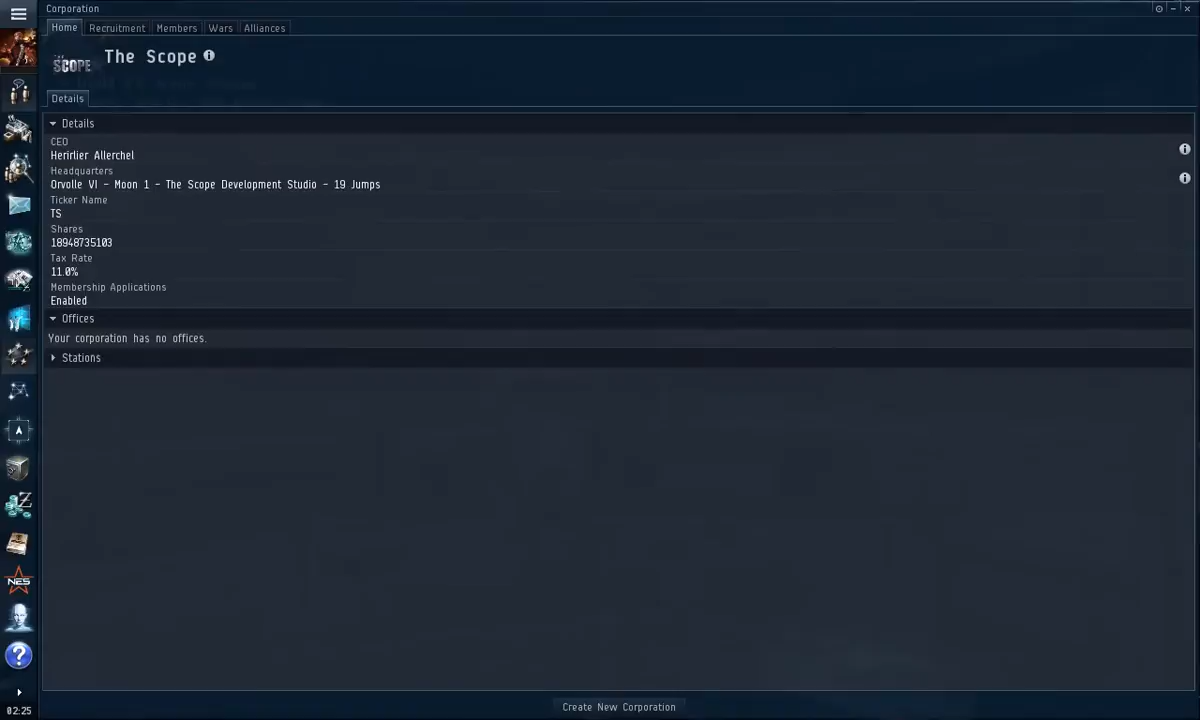 Corporation
Home Recruitment Members Wars Alliances
SCOPE
The Scope
Details
Details
CEO
Herirlier Allerchel
Headquarters
Orvolle VI - Moon 1 - The Scope Development Studio - 19 Jumps
Ticker Name
TS
Shares
18948735103
Tax Rate
11.0%
Membership Applications
Enabled
Offices
Your corporation has no offices.
Stations
NES
?
02:25
Create New Corporation